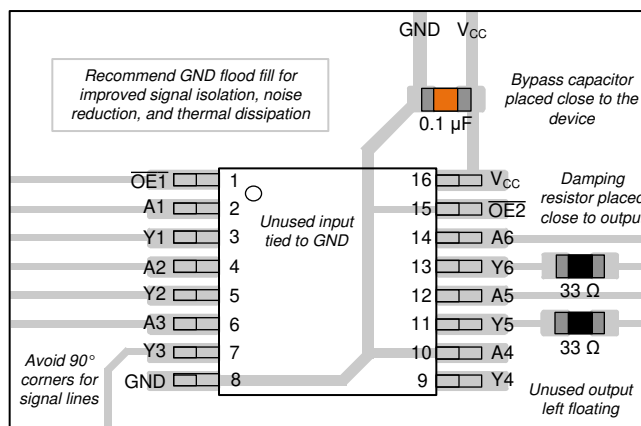 GND
VCC
Recommend GND flood fill for
improved signal isolation, noise
reduction, and thermal dissipation
0.1 µF
Bypass capacitor
placed close to the
device
OE1
1
16
VCC
A1
2
Unused input
tied to GND
15
OE2
Damping
resistor placed
close to output
Y1
3
14
A6
A2
4
13
Y6
33 Ω
Y2
5
12
A5
A3
6
11
Y5
33 Ω
Y3
7
10
A4
GND
8
9
Y4
Avoid 90°
corners for
signal lines
Unused output
left floating